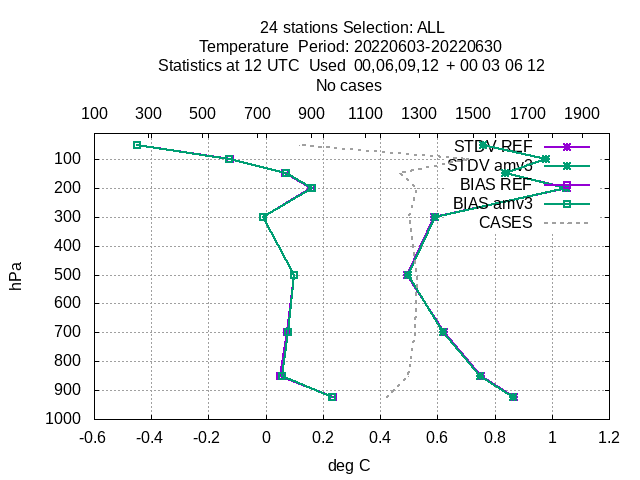 24 stations Selection: ALL
Temperature  Period: 20220603-20220630
Statistics at 12 UTC  Used  00,06,09,12  + 00 03 06 12
No cases
100 300 500 700 900 1100 1300 1500 1700 1900
STDV REF
STDV amv3
BIAS REF
BIAS amv3
CASES
100
200
300
400
500
600
700
800
900
1000
hPa
-0.6 -0.4 -0.2 0 0.2 0.4 0.6 0.8 1 1.2
deg C